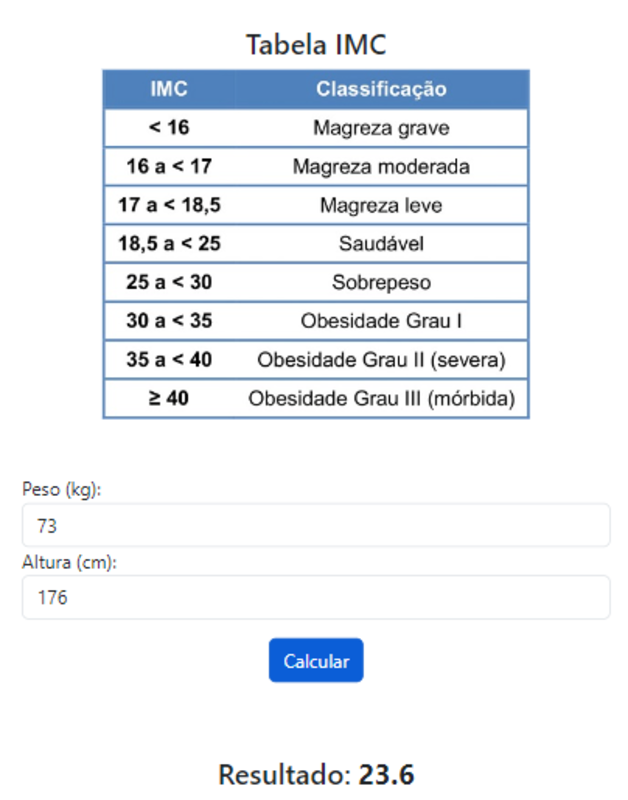 Tabela IMC
IMC Classificação
< 16 Magreza grave
16 a < 17 Magreza moderada
17 a < 18,5 Magreza leve
18,5 a < 25 Saudável
25 a < 30 Sobrepeso
30 a < 35 Obesidade Grau I
35 a < 40 Obesidade Grau II (severa)
≥ 40 Obesidade Grau III (mórbida)
Peso (kg):
73
Altura (cm):
176
Calcular
Resultado: 23.6